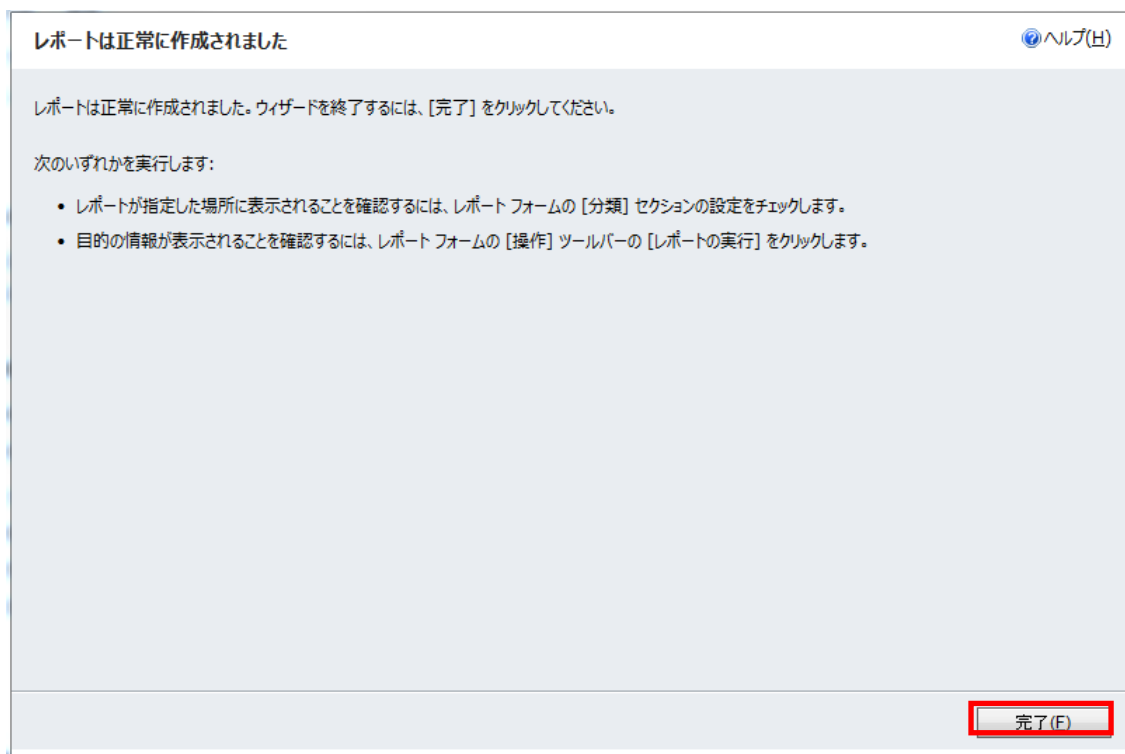 レポートは正常に作成されました
ヘルプ(H)
レポートは正常に作成されました。ウィザードを終了するには、[完了] をクリックしてください。
次のいずれかを実行します:
• レポートが指定した場所に表示されることを確認するには、レポート フォームの [分類] セクションの設定をチェックします。
• 目的の情報が表示されることを確認するには、レポート フォームの [操作] ツールバーの [レポートの実行] をクリックします。
完了(F)